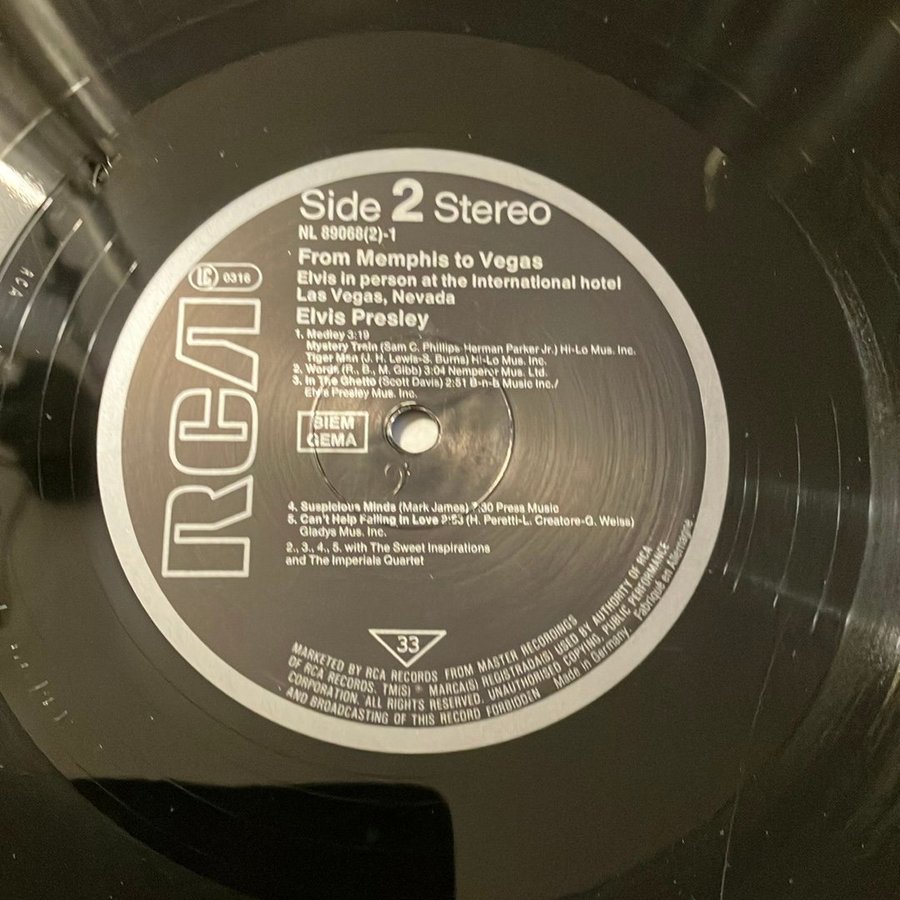 Side 2 Stereo
NL 89068(2)-1
From Memphis to Vegas
Elvis in person at the International hotel
Las Vegas, Nevada
Elvis Presley
LC 0316
RCA
1. Medley 3:19
Mystery Train (Sam C. Phillips-Herman Parker Jr.) Hi-Lo Mus. Inc.
Tiger Man (J. H. Lewis-S. Burns) Hi-Lo Mus. Inc.
2. Words (R., B., M. Gibb) 3:04 Nemperor Mus. Ltd.
3. In The Ghetto (Scott Davis) 2:51 B-n-B Music Inc./
Elvis Presley Mus. Inc.
BIEM
GEMA
4. Suspicious Minds (Mark James) 7:30 Press Music
5. Can't Help Falling in Love 2:53 (H. Peretti-L. Creatore-G. Weiss)
Gladys Mus. Inc.
2., 3., 4., 5. with The Sweet Inspirations
and The Imperials Quartet
33
MARKETED BY RCA RECORDS FROM MASTER RECORDINGS
OF RCA RECORDS. TM(S) ® MARCA(S) REGISTRADA(S) USED BY AUTHORITY OF RCA
CORPORATION. ALL RIGHTS RESERVED. UNAUTHORISED COPYING, PUBLIC PERFORMANCE
AND BROADCASTING OF THIS RECORD FORBIDDEN Made in Germany. Fabriqué en Allemagne.
RCA